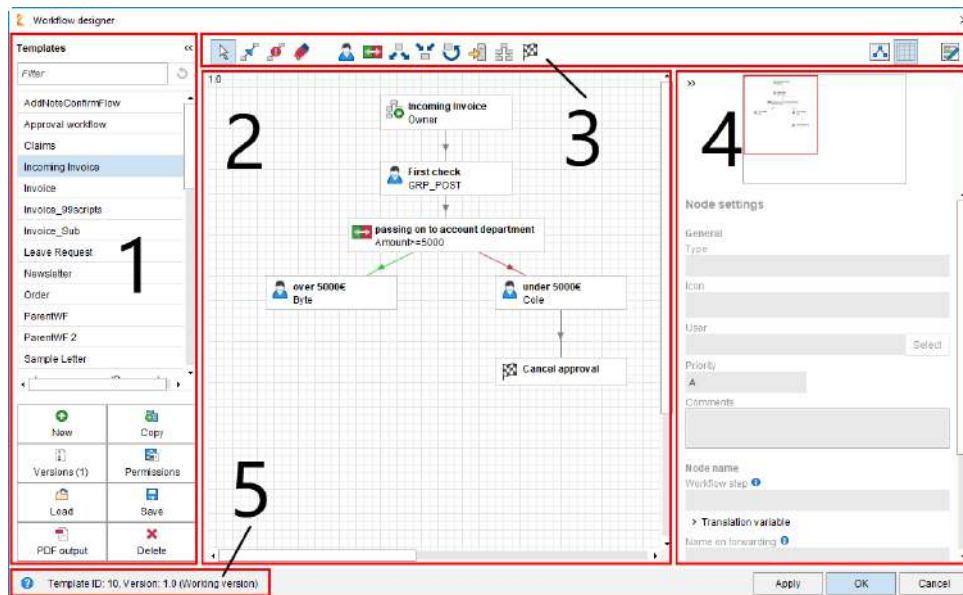 Workflow designer
Templates
«
Filter
AddNoteConfirmFlow
Approval workflow
Claims
Incoming Invoice
Invoice
Invoice_99scripts
Invoice_Sub
Leave Request
Newsletter
Order
ParentWF
ParentWF 2
Sample Letter
1
New
Copy
Versions (1)
Permissions
Load
Save
PDF output
Delete
1.0
2
3
Incoming Invoice
Owner
First check
GRP_POST
passing on to account department
Amount>=5000
over 5000€
Byte
under 5000€
Cole
Cancel approval
5
»
4
Node settings
General
Type
Icon
User
Select
Priority
A
Comments
Node name
Workflow step
> Translation variable
Name on forwarding
Template ID: 10, Version: 1.0 (Working version)
Apply
OK
Cancel